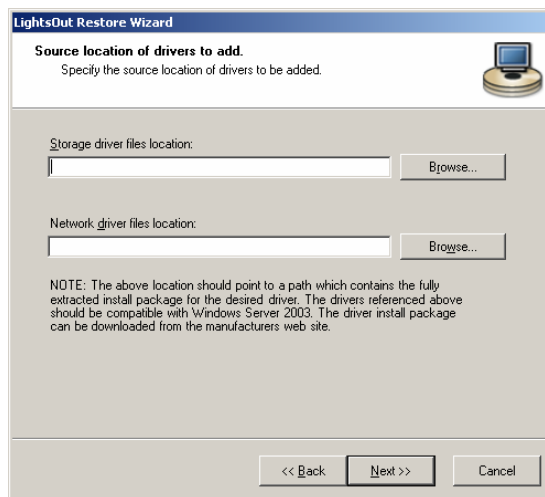 LightsOut Restore Wizard
Source location of drivers to add.
Specify the source location of drivers to be added.
Storage driver files location:
Browse...
Network driver files location:
Browse...
NOTE: The above location should point to a path which contains the fully
extracted install package for the desired driver. The drivers referenced above
should be compatible with Windows Server 2003. The driver install package
can be downloaded from the manufacturers web site.
<< Back Next >> Cancel